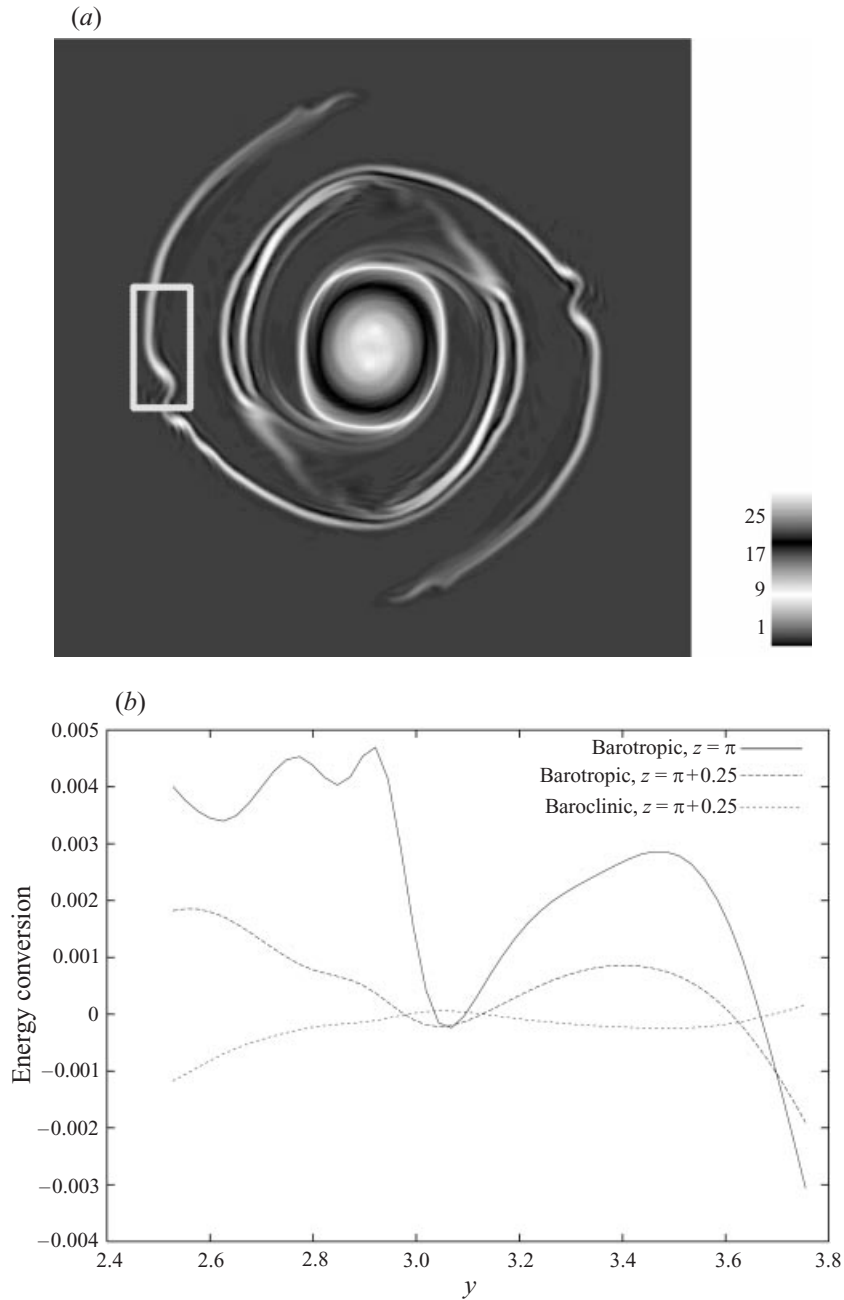 (a)
25
17
9
1
(b)
0.005
0.004
0.003
0.002
0.001
0
−0.001
−0.002
−0.003
−0.004
Energy conversion
Barotropic, z = π
Barotropic, z = π+0.25
Baroclinic, z = π+0.25
2.4 2.6 2.8 3.0 3.2 3.4 3.6 3.8
y